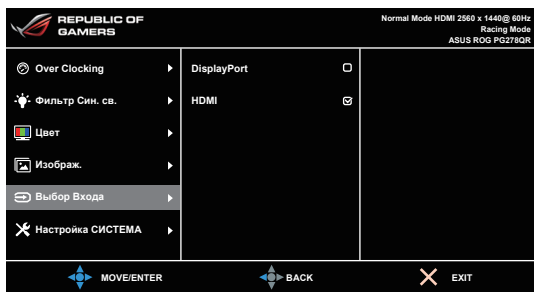 REPUBLIC OF
GAMERS
Normal Mode HDMI 2560 x 1440@ 60Hz
Racing Mode
ASUS ROG PG278QR
Over Clocking
Фильтр Син. св.
Цвет
Изображ.
Выбор Входа
Настройка СИСТЕМА
DisplayPort
HDMI
MOVE/ENTER
BACK
EXIT